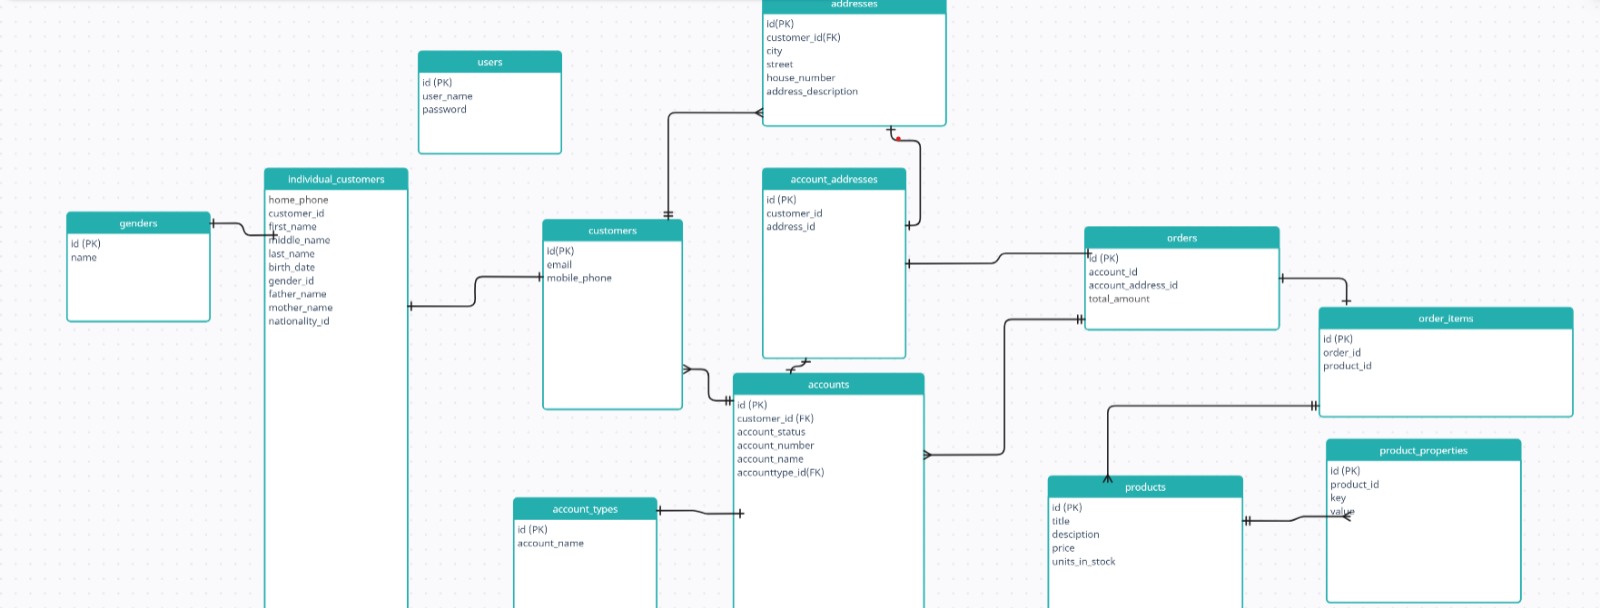 addresses
id(PK)
customer_id(FK)
city
street
house_number
address_description
users
id (PK)
user_name
password
individual_customers
home_phone
customer_id
first_name
middle_name
last_name
birth_date
gender_id
father_name
mother_name
nationality_id
genders
id (PK)
name
customers
id(PK)
email
mobile_phone
account_addresses
id (PK)
customer_id
address_id
orders
id (PK)
account_id
account_address_id
total_amount
order_items
id (PK)
order_id
product_id
accounts
id (PK)
customer_id (FK)
account_status
account_number
account_name
accounttype_id(FK)
account_types
id (PK)
account_name
products
id (PK)
title
desciption
price
units_in_stock
product_properties
id (PK)
product_id
key
value